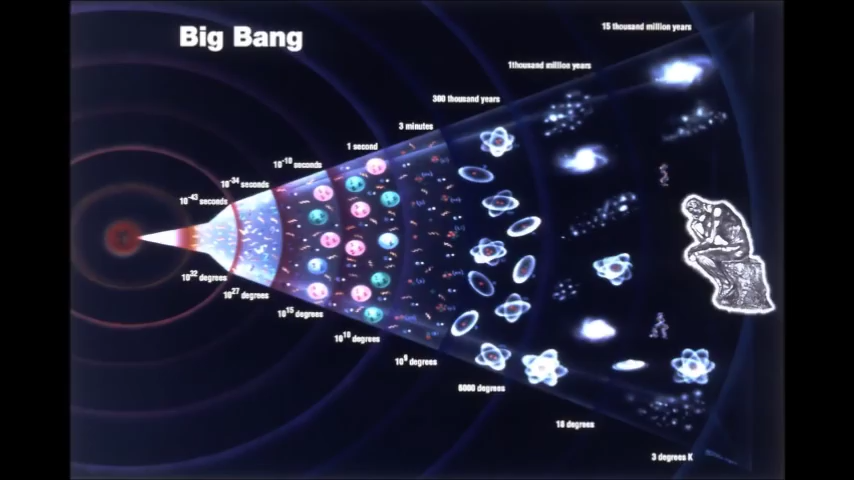 Big Bang
15 thousand million years
1thousand million years
300 thousand years
3 minutes
1 second
10-10 seconds
10-34 seconds
10-43 seconds
1032 degrees
1027 degrees
1015 degrees
1010 degrees
109 degrees
6000 degrees
18 degrees
3 degrees K